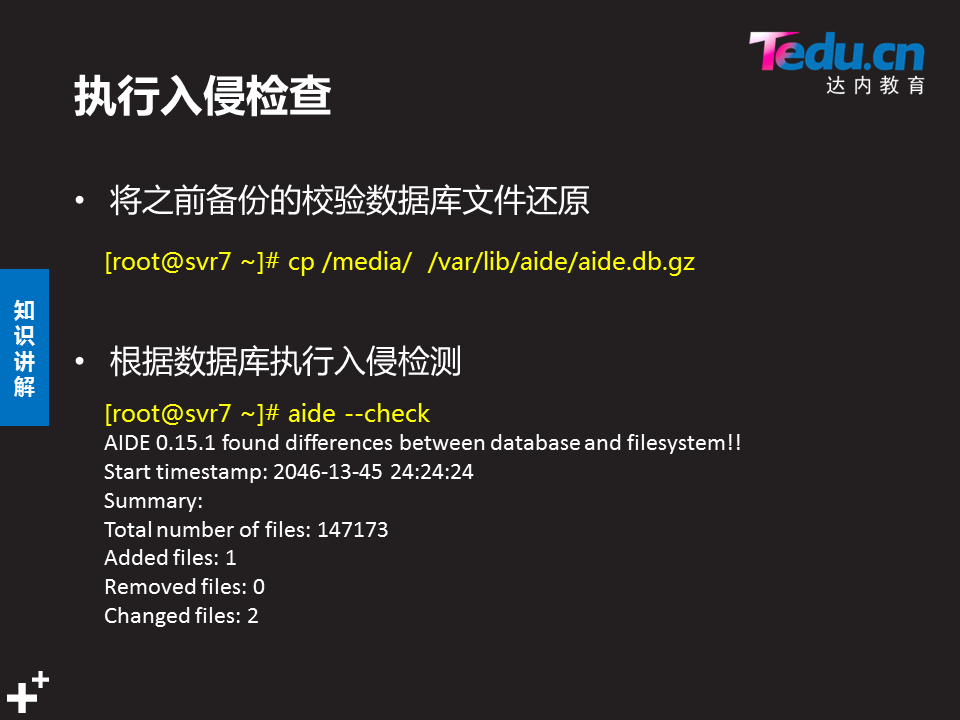 Tedu.cn
达内教育
执行入侵检查
• 将之前备份的校验数据库文件还原
[root@svr7 ~]# cp /media/  /var/lib/aide/aide.db.gz
知识讲解
• 根据数据库执行入侵检测
[root@svr7 ~]# aide --check
AIDE 0.15.1 found differences between database and filesystem!!
Start timestamp: 2046-13-45 24:24:24
Summary:
Total number of files: 147173
Added files: 1
Removed files: 0
Changed files: 2